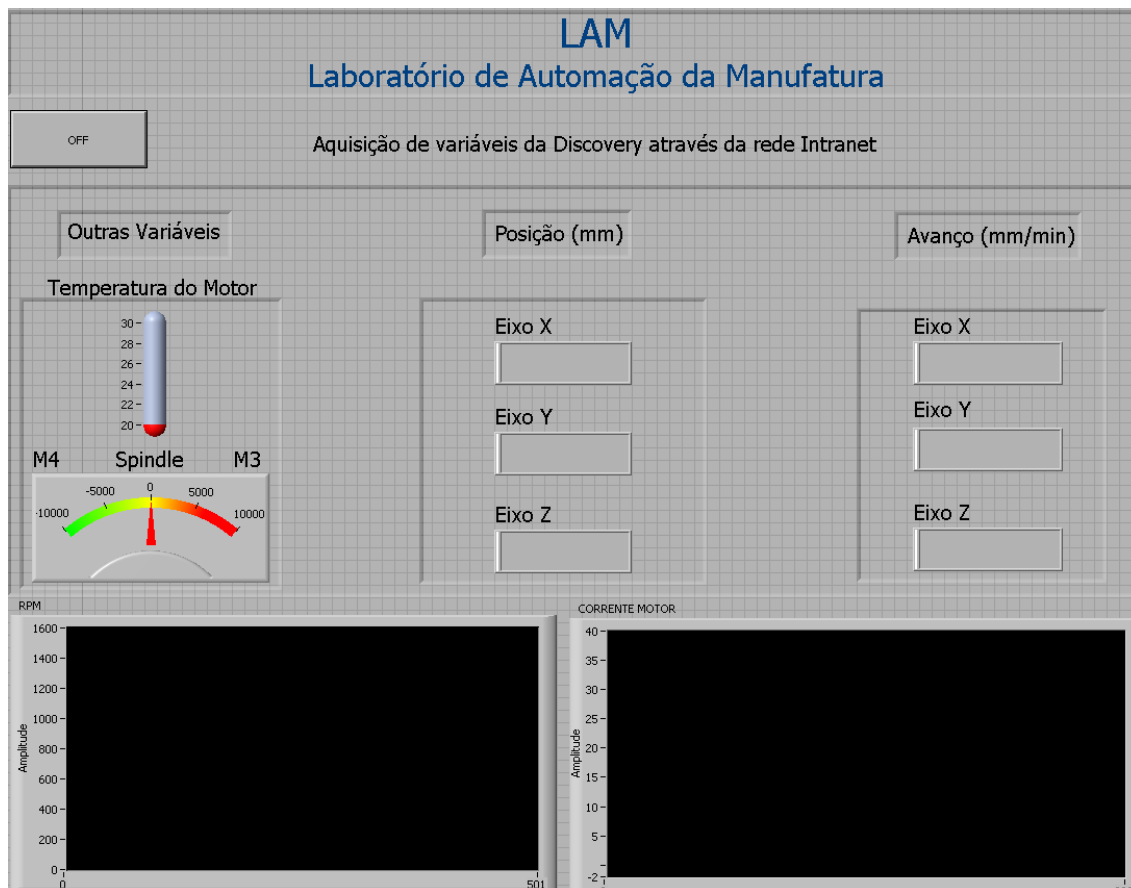 LAM
Laboratório de Automação da Manufatura
OFF
Aquisição de variáveis da Discovery através da rede Intranet
Outras Variáveis
Posição (mm)
Avanço (mm/min)
Temperatura do Motor
30
28
26
24
22
20
M4 Spindle M3
-10000 -5000 0 5000 10000
Eixo X
Eixo Y
Eixo Z
Eixo X
Eixo Y
Eixo Z
RPM
Amplitude
1600
1400
1200
1000
800
600
400
200
0
0 501
CORRENTE MOTOR
Amplitude
40
35
30
25
20
15
10
5
-2